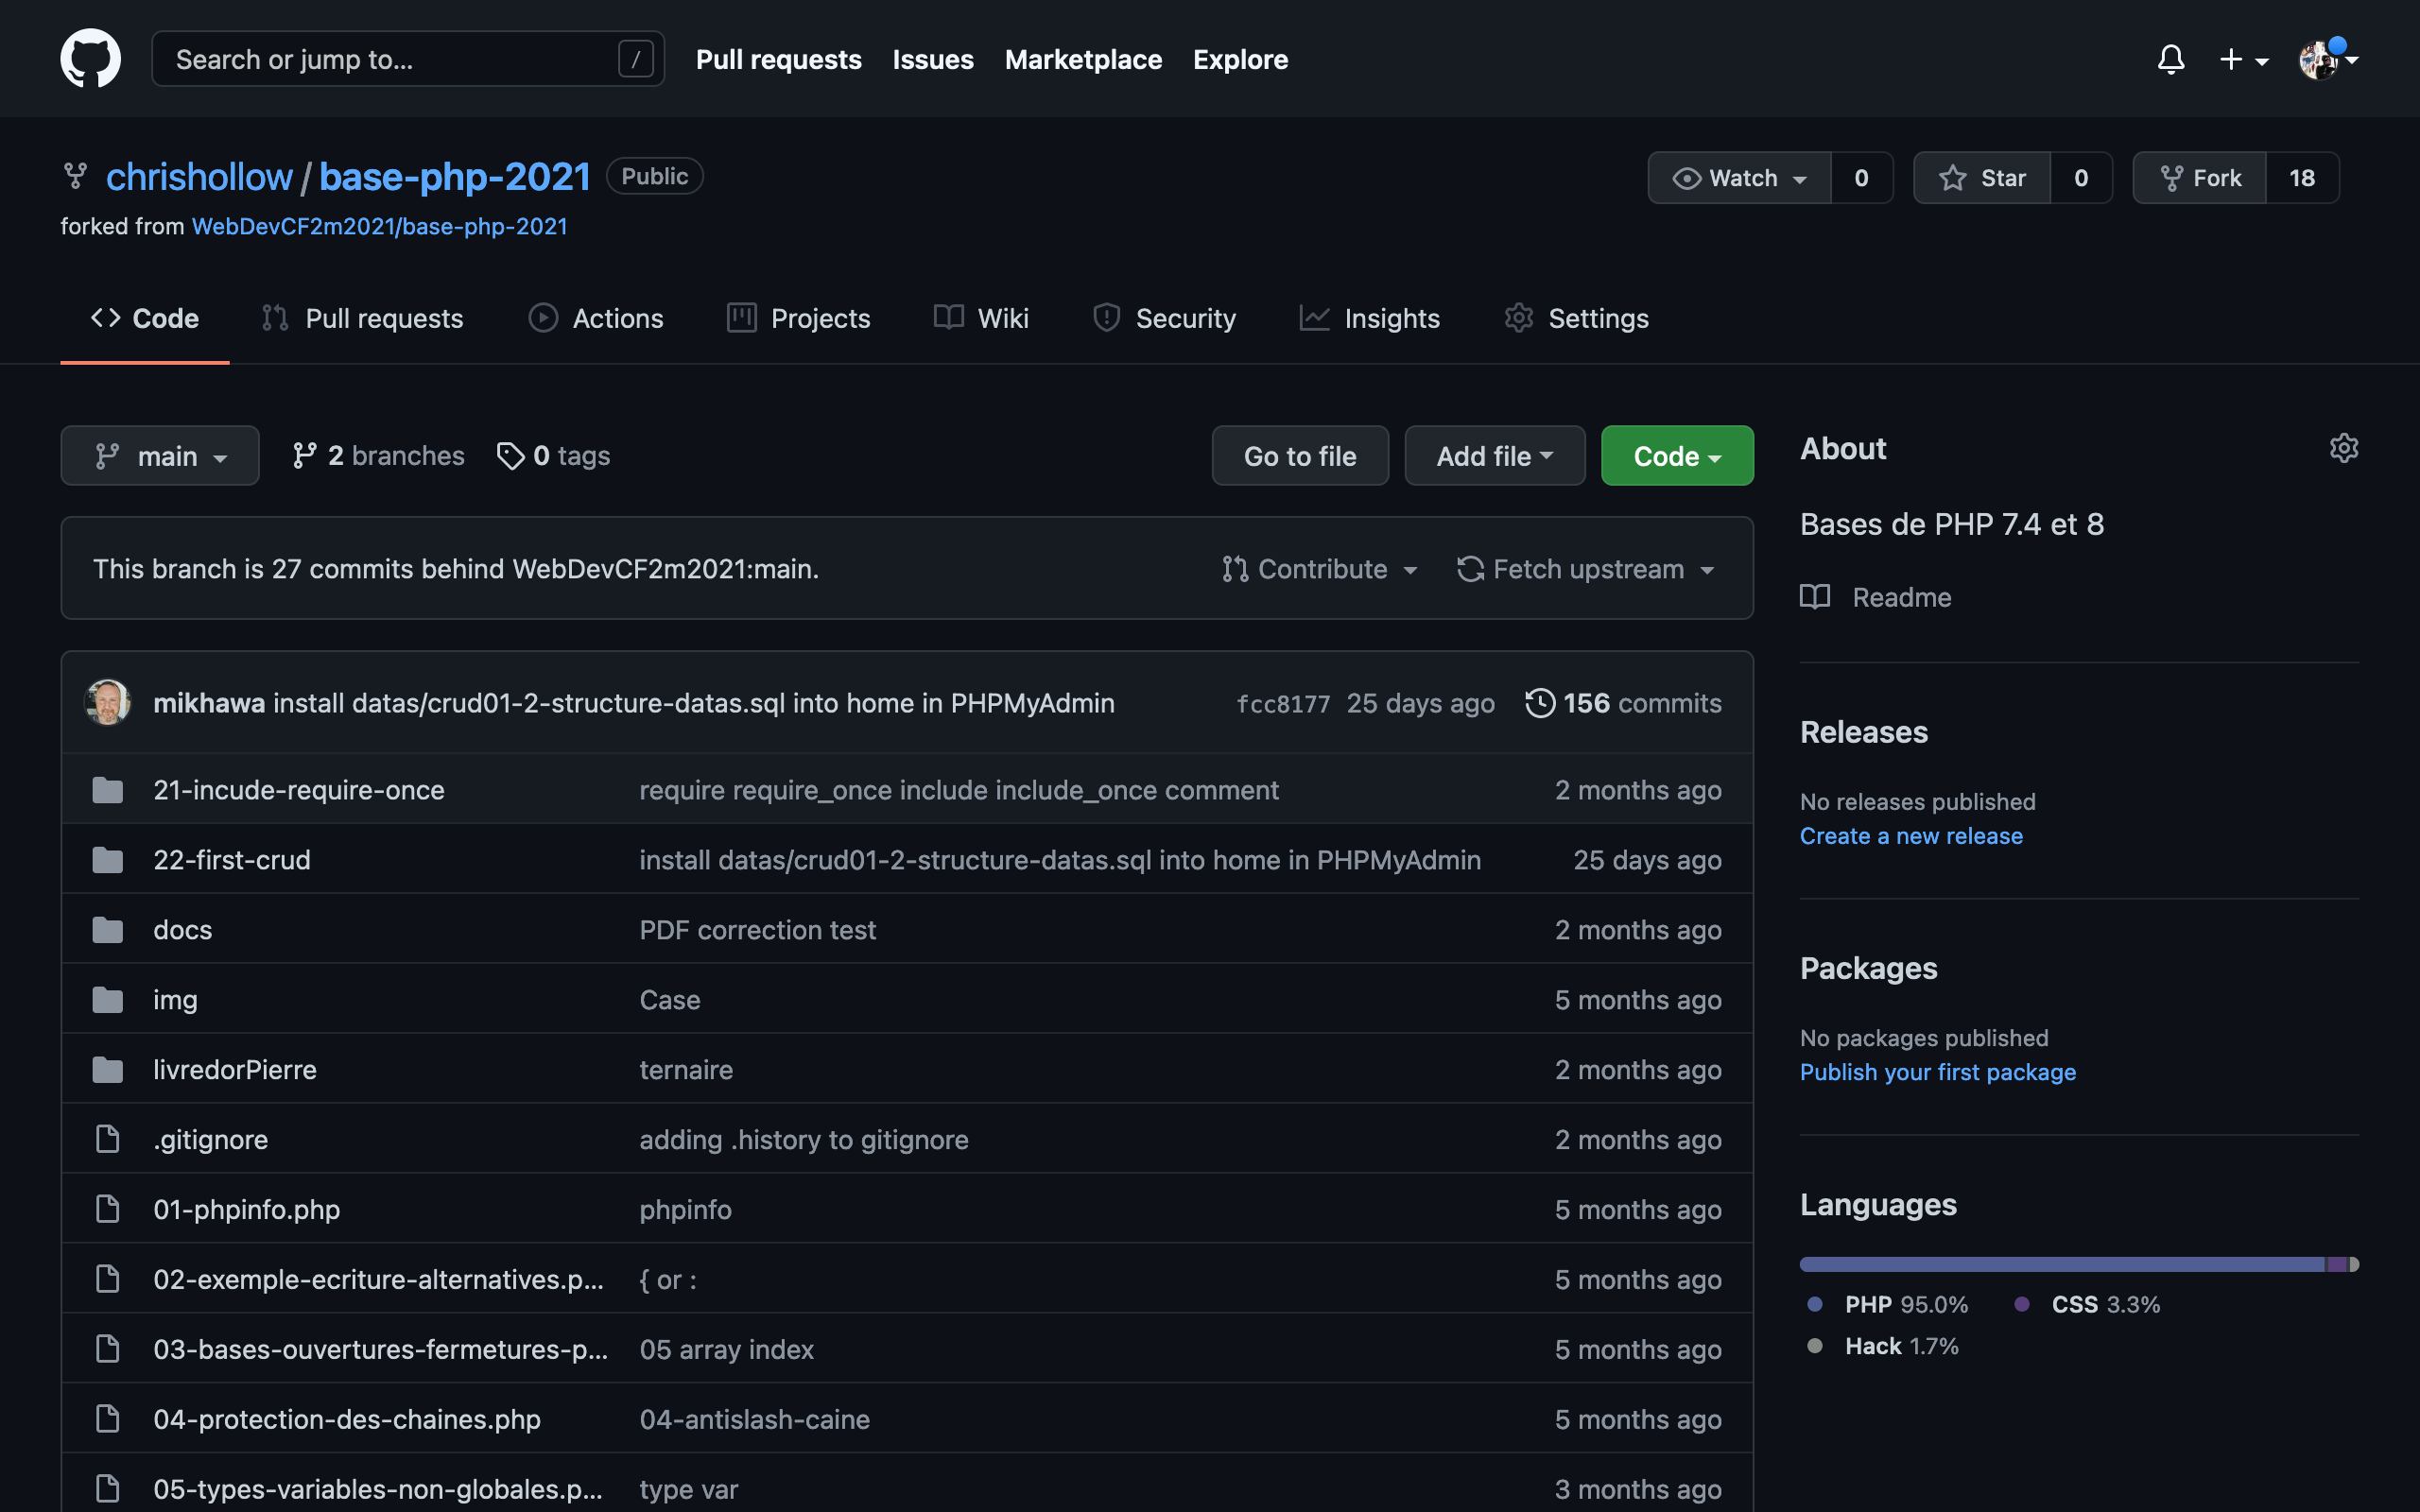 Search or jump to... /
Pull requests Issues Marketplace Explore
chrishollow / base-php-2021 Public
Watch 0 Star 0 Fork 18
forked from WebDevCF2m2021/base-php-2021
Code Pull requests Actions Projects Wiki Security Insights Settings
main 2 branches 0 tags Go to file Add file Code
This branch is 27 commits behind WebDevCF2m2021:main. Contribute Fetch upstream
mikhawa install datas/crud01-2-structure-datas.sql into home in PHPMyAdmin fcc8177 25 days ago 156 commits
21-incude-require-once require require_once include include_once comment 2 months ago
22-first-crud install datas/crud01-2-structure-datas.sql into home in PHPMyAdmin 25 days ago
docs PDF correction test 2 months ago
img Case 5 months ago
livredorPierre ternaire 2 months ago
.gitignore adding .history to gitignore 2 months ago
01-phpinfo.php phpinfo 5 months ago
02-exemple-ecriture-alternatives.p... { or : 5 months ago
03-bases-ouvertures-fermetures-p... 05 array index 5 months ago
04-protection-des-chaines.php 04-antislash-caine 5 months ago
05-types-variables-non-globales.p... type var 3 months ago
About
Bases de PHP 7.4 et 8
Readme
Releases
No releases published
Create a new release
Packages
No packages published
Publish your first package
Languages
PHP 95.0% CSS 3.3%
Hack 1.7%